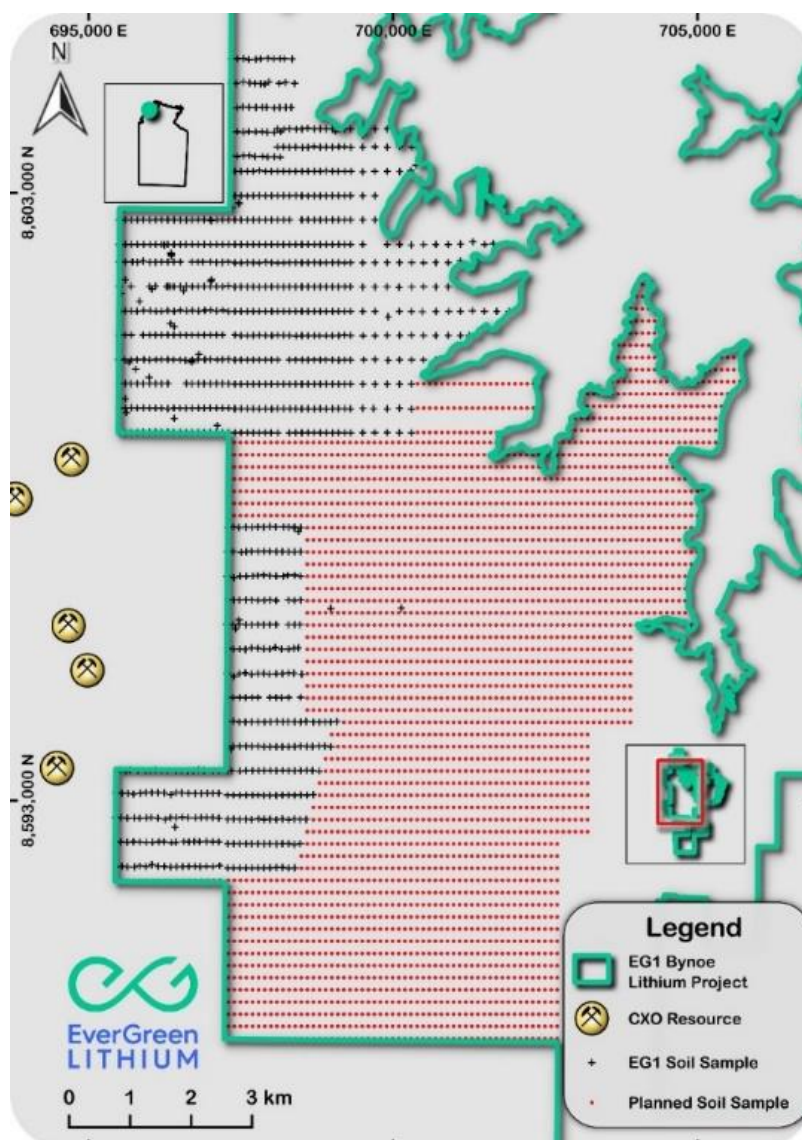 695,000 E
700,000 E
705,000 E
N
8,603,000 N
8,593,000 N
Legend
EG1 Bynoe
Lithium Project
CXO Resource
EG1 Soil Sample
Planned Soil Sample
EverGreen
LITHIUM
0 1 2 3 km